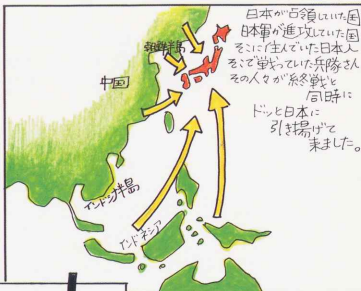 日本が占領していた国
日本軍が進攻していた国
そこに住んでいた日本人
そこで戦っていた兵隊さん
その人々が終戦と
同時に
ドッと日本に
引き揚げて
来ました。
朝鮮半島
中国
インドシナ半島
インドネシア